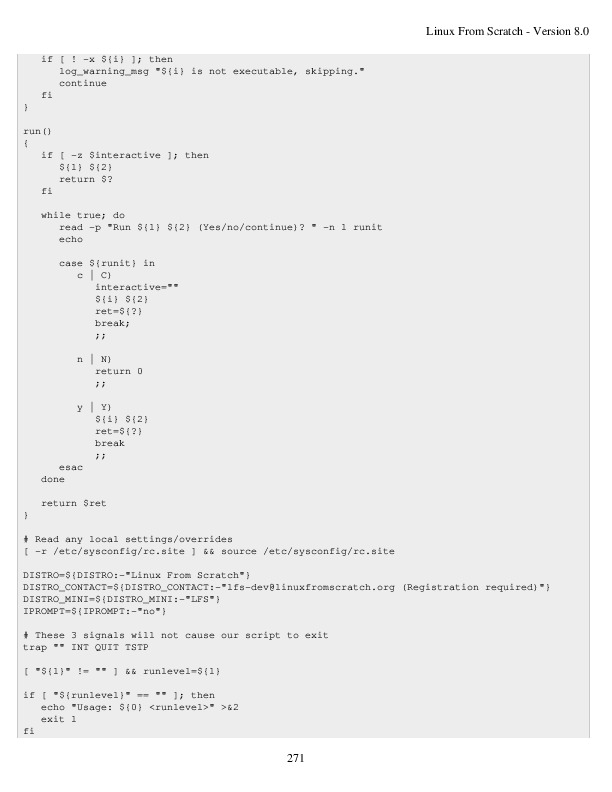 Linux From Scratch - Version 8.0
   if [ ! -x ${i} ]; then
      log_warning_msg "${i} is not executable, skipping."
      continue
   fi
}
run()
{
   if [ -z $interactive ]; then
      ${1} ${2}
      return $?
   fi
   while true; do
      read -p "Run ${1} ${2} (Yes/no/continue)? " -n 1 runit
      echo
      case ${runit} in
         c | C)
            interactive=""
            ${i} ${2}
            ret=${?}
            break;
            ;;
         n | N)
            return 0
            ;;
         y | Y)
            ${i} ${2}
            ret=${?}
            break
            ;;
      esac
   done
   return $ret
}
# Read any local settings/overrides
[ -r /etc/sysconfig/rc.site ] && source /etc/sysconfig/rc.site
DISTRO=${DISTRO:-"Linux From Scratch"}
DISTRO_CONTACT=${DISTRO_CONTACT:-"lfs-dev@linuxfromscratch.org (Registration required)"}
DISTRO_MINI=${DISTRO_MINI:-"LFS"}
IPROMPT=${IPROMPT:-"no"}
# These 3 signals will not cause our script to exit
trap "" INT QUIT TSTP
[ "${1}" != "" ] && runlevel=${1}
if [ "${runlevel}" == "" ]; then
   echo "Usage: ${0} <runlevel>" >&2
   exit 1
fi
271